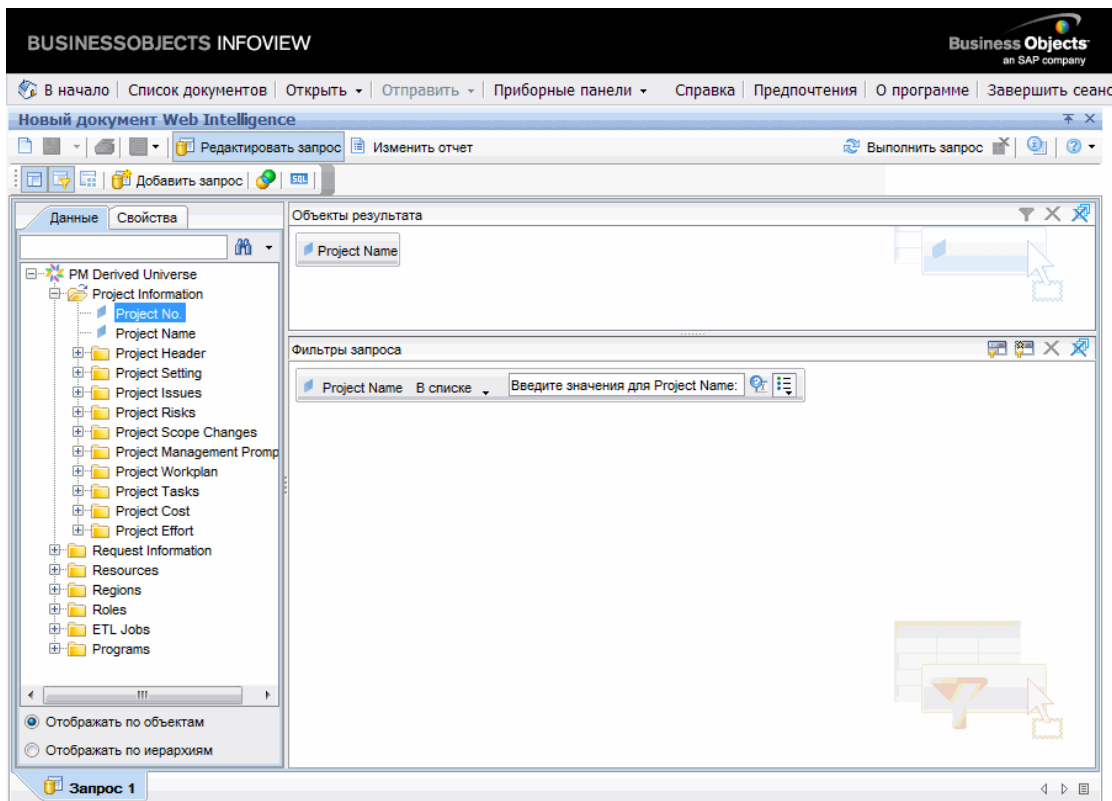 BUSINESSOBJECTS INFOVIEW
Business Objects
an SAP company
В начало Список документов Открыть Отправить Приборные панели Справка Предпочтения О программе Завершить сеанс
Новый документ Web Intelligence
Редактировать запрос Изменить отчет Выполнить запрос
Добавить запрос SQL
Данные Свойства
PM Derived Universe
Project Information
Project No.
Project Name
Project Header
Project Setting
Project Issues
Project Risks
Project Scope Changes
Project Management Promp
Project Workplan
Project Tasks
Project Cost
Project Effort
Request Information
Resources
Regions
Roles
ETL Jobs
Programs
Отображать по объектам
Отображать по иерархиям
Объекты результата
Project Name
Фильтры запроса
Project Name В списке Введите значения для Project Name:
Запрос 1